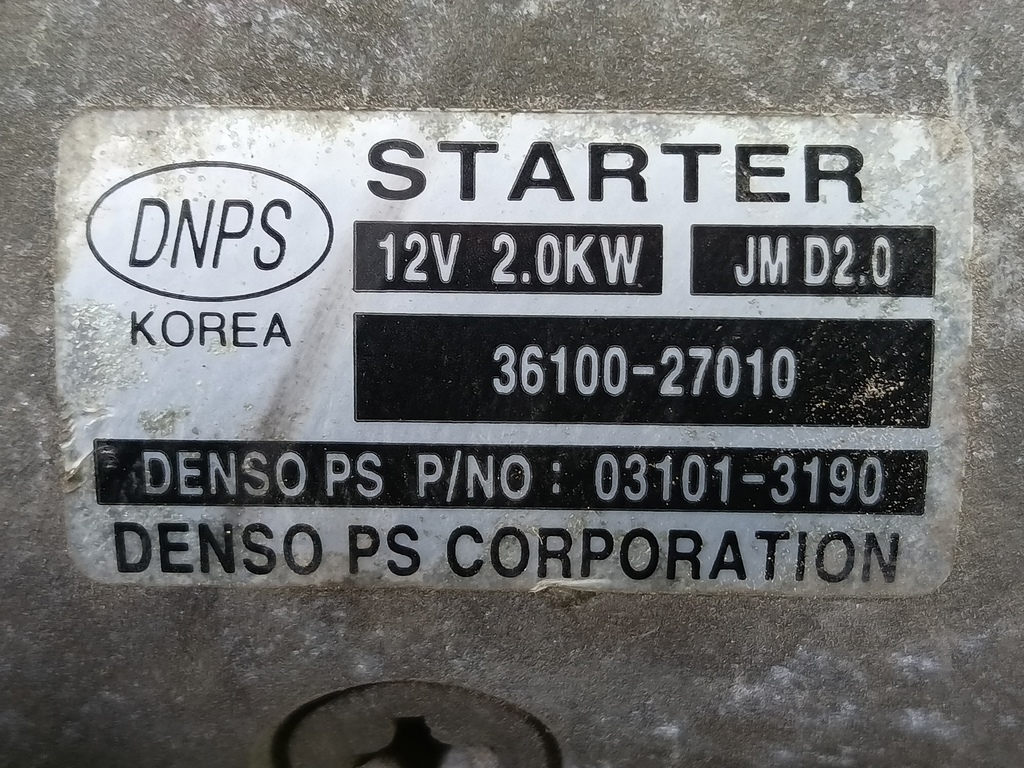 STARTER
DNPS
12V 2.0KW JM D2.0
KOREA
36100-27010
DENSO PS P/NO : 03101-3190
DENSO PS CORPORATION